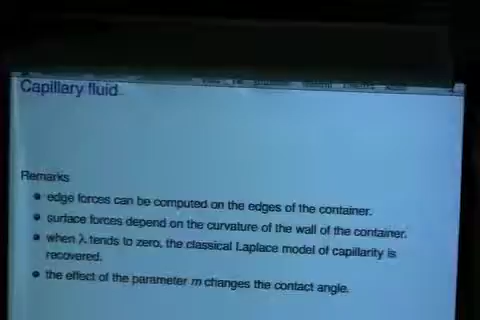 Capillary fluid
Remarks
• edge forces can be computed on the edges of the container.
• surface forces depend on the curvature of the wall of the container.
• when λ tends to zero, the classical Laplace model of capillarity is
recovered.
• the effect of the parameter m changes the contact angle.